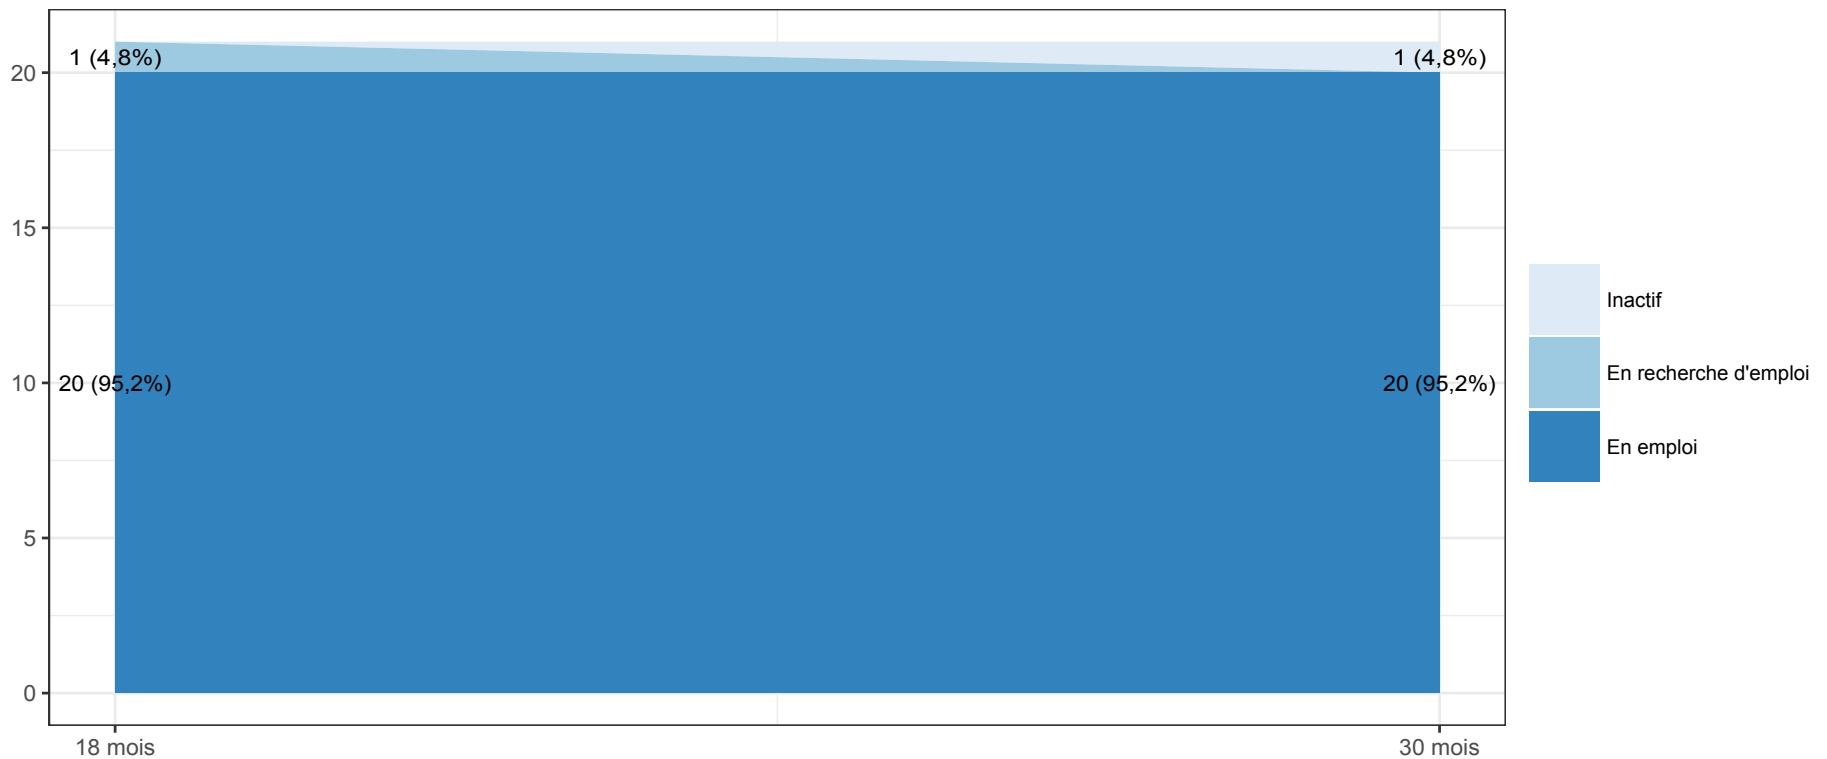 1 (4,8%)
1 (4,8%)
20
15
Inactif
En recherche d'emploi
10
20 (95,2%)
20 (95,2%)
En emploi
5
0
18 mois
30 mois